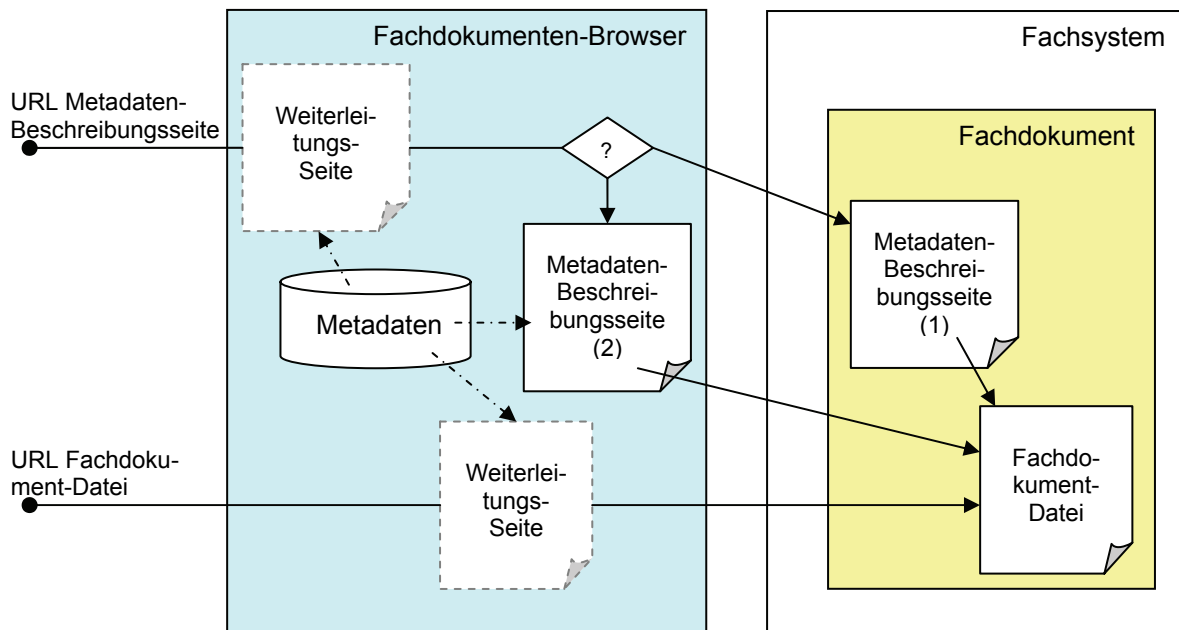 Fachdokumenten-Browser
Fachsystem
URL Metadaten-
Beschreibungsseite
Weiterlei-
tungs-
Seite
?
Fachdokument
Metadaten-
Beschrei-
bungsseite
(1)
Metadaten-
Beschrei-
bungsseite
(2)
Metadaten
URL Fachdoku-
ment-Datei
Weiterlei-
tungs-
Seite
Fachdo-
kument-
Datei